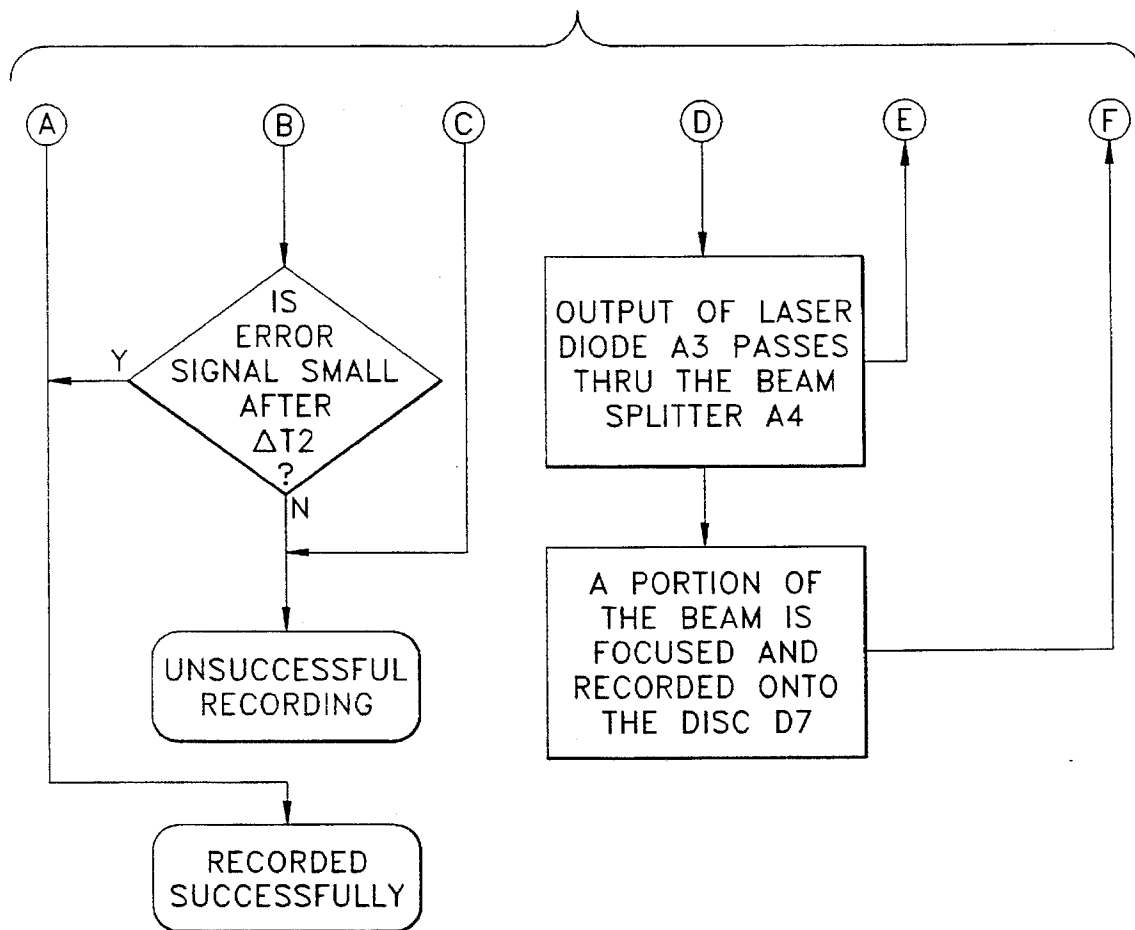 A
B
C
D
E
F
IS
ERROR
SIGNAL SMALL
AFTER
ΔT2
?
Y
N
UNSUCCESSFUL
RECORDING
RECORDED
SUCCESSFULLY
OUTPUT OF LASER
DIODE A3 PASSES
THRU THE BEAM
SPLITTER A4
A PORTION OF
THE BEAM IS
FOCUSED AND
RECORDED ONTO
THE DISC D7